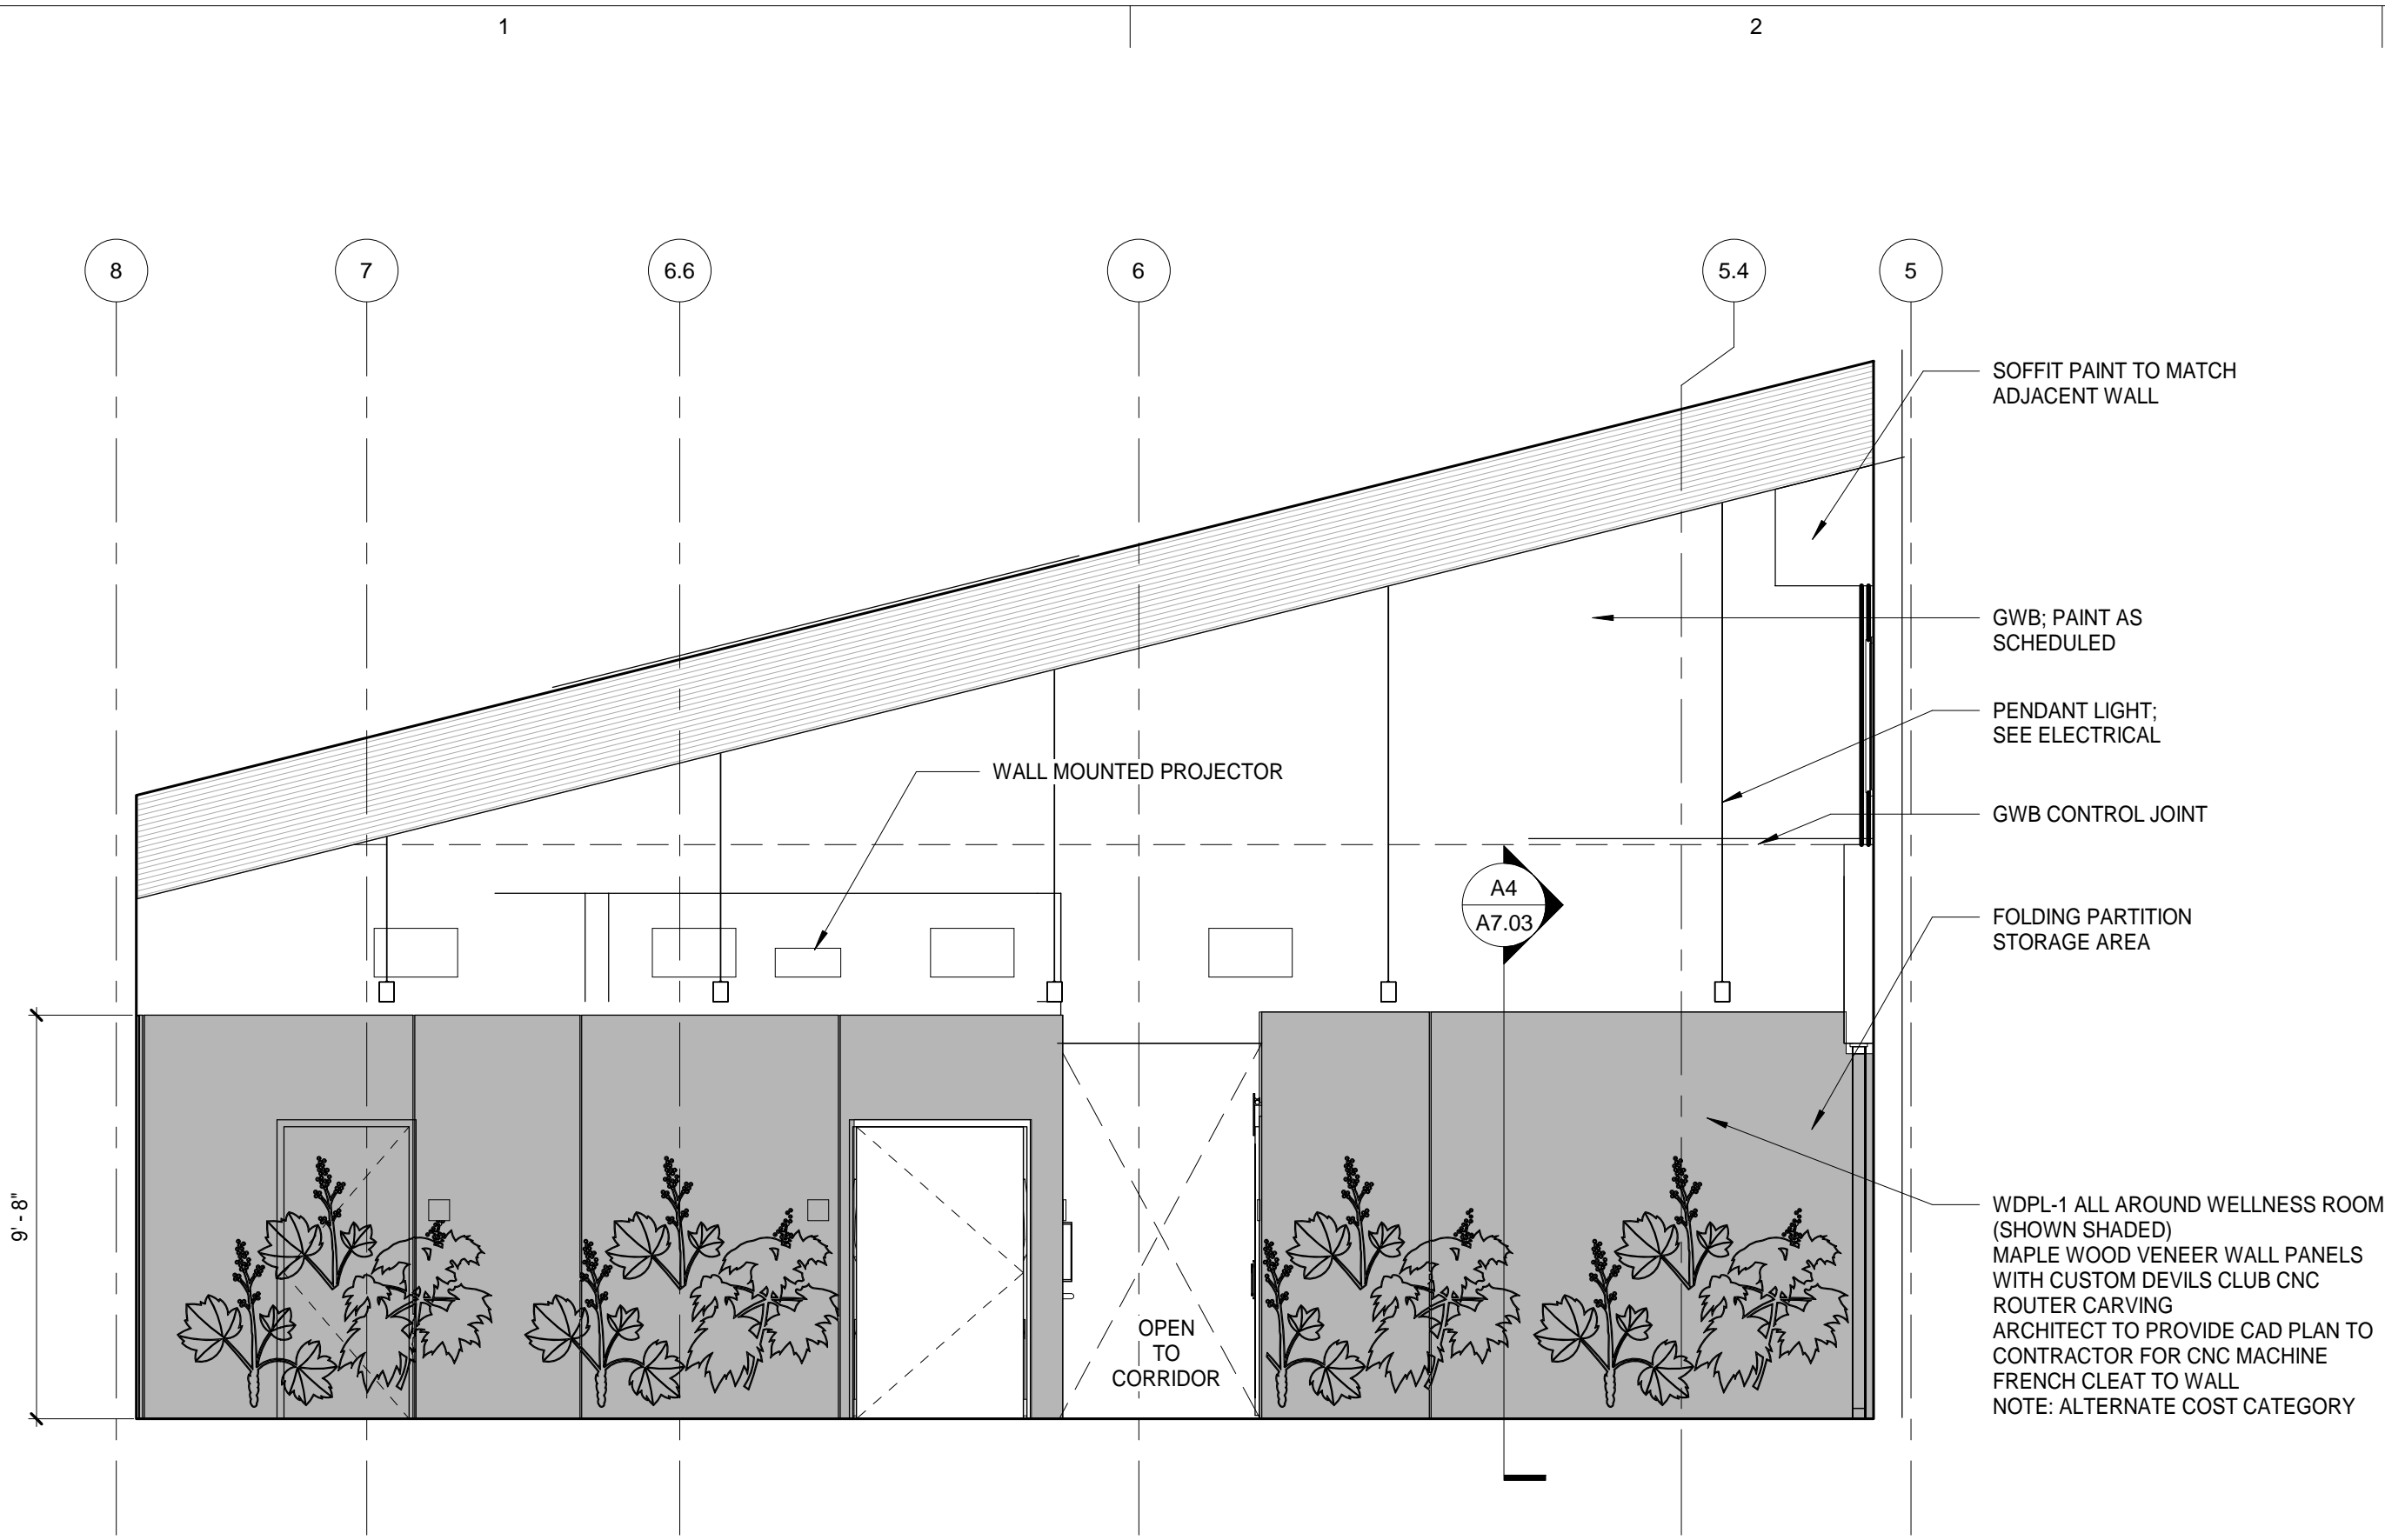 1
2
8
7
6.6
6
5.4
5
SOFFIT PAINT TO MATCH
ADJACENT WALL
GWB; PAINT AS
SCHEDULED
PENDANT LIGHT;
SEE ELECTRICAL
WALL MOUNTED PROJECTOR
GWB CONTROL JOINT
A4
A7.03
FOLDING PARTITION
STORAGE AREA
9' - 8"
OPEN
TO
CORRIDOR
WDPL-1 ALL AROUND WELLNESS ROOM
(SHOWN SHADED)
MAPLE WOOD VENEER WALL PANELS
WITH CUSTOM DEVILS CLUB CNC
ROUTER CARVING
ARCHITECT TO PROVIDE CAD PLAN TO
CONTRACTOR FOR CNC MACHINE
FRENCH CLEAT TO WALL
NOTE: ALTERNATE COST CATEGORY